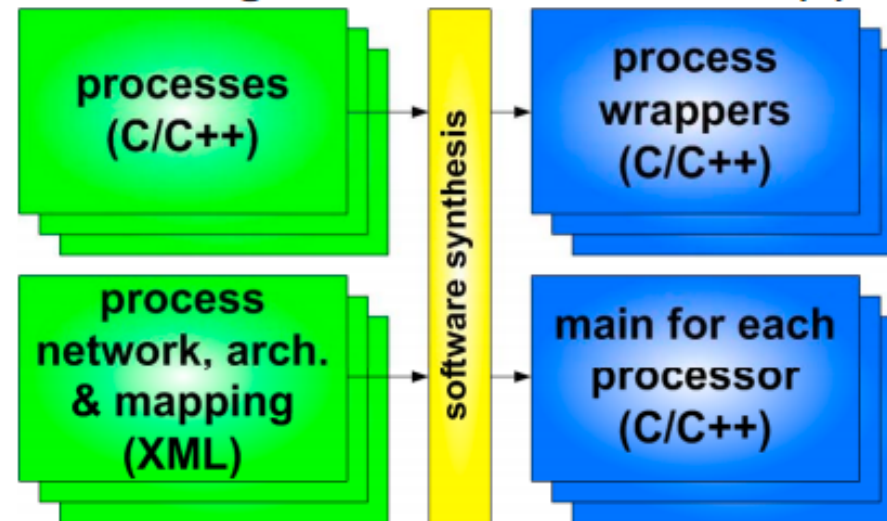 processes
(C/C++)
process
network, arch.
& mapping
(XML)
software synthesis
process
wrappers
(C/C++)
main for each
processor
(C/C++)